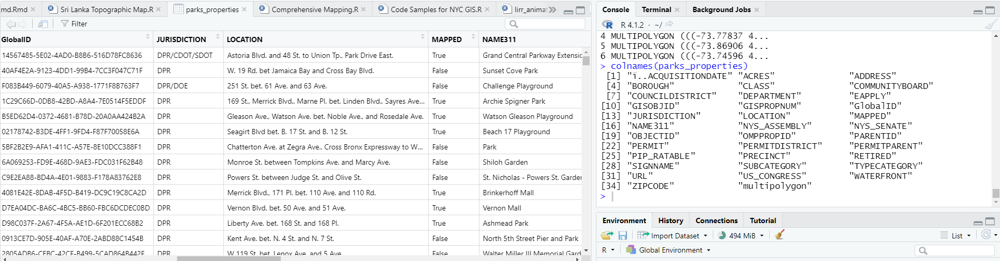 md.Rmd
Sri Lanka Topographic Map.R
parks_properties
Comprehensive Mapping.R
Code Samples for NYC GIS.R
lirr_animat
Filter
GlobalID JURISDICTION LOCATION MAPPED NAME311
14567485-5E02-4AD0-B8B6-516D78FC8636 DPR/CDOT/SDOT Astoria Blvd. and 48 St. to Union Tp., Park Drive East. True Grand Central Parkway Extensic
40AF4E2A-9123-4DD1-99B4-7CC3F047C71F DPR W. 19 Rd. bet Jamaica Bay and Cross Bay Blvd. False Sunset Cove Park
F083B449-6079-40A5-A938-1771F8B763F7 DPR/DOE 251 St. bet. 61 Ave. and 63 Ave. False Challenge Playground
1C29C66D-0DB8-42BD-A8A4-7E0514F5EDDF DPR 169 St., Merrick Blvd., Marne Pl. bet. Linden Blvd., Sayres Ave... True Archie Spigner Park
B5ED62D4-0372-4681-B78D-20A0AA424B2A DPR Gleason Ave., Watson Ave. bet. Noble Ave., and Rosedale Ave. True Watson Gleason Playground
02178742-B3DE-4FF1-9FD4-F87F70058E6A DPR Seagirt Blvd bet. B. 17 St. and B. 12 St. True Beach 17 Playground
5BF2B2E9-AFA1-411C-A57E-8E10DCC388F1 DPR Chatterton Ave. at Zegra Ave.. Cross Bronx Expressway to W... False Park
6A069253-FD9E-468D-9AE3-FDC031F62B48 DPR Monroe St. between Tompkins Ave. and Marcy Ave. False Shiloh Garden
C9E2EA88-BD4A-4E01-9883-F178A83762E8 DPR Powers St. between Judge St. and Olive St. False St. Nicholas - Powers St. Garden
4081E42E-8DAB-4F5D-B419-DC9C19C8CA2D DPR Merrick Blvd., 171 Pl. bet. 110 Ave. and 110 Rd. True Brinkerhoff Mall
D7EA04DC-BA6C-4BC5-BB60-FBC6DCDEC0BD DPR Vernon Blvd. bet. 50 Ave. and 51 Ave. True Vernon Mall
D98C037F-2A67-4F5A-AE1D-6F201ECC68B2 DPR Liberty Ave. bet. 168 St. and 168 Pl. True Ashmead Park
0913CE7D-905E-40AF-A70E-2ABD88C1454B DPR Kent Ave. bet. N. 4 St. and N. 7 St. False North 5th Street Pier and Park
2805ADB6-CFBC-42CF-B499-5CAD864B442F DPR W 119 St. bet. Lenox Ave. and 5 Ave. False Walter Miller III Memorial Gard
Console Terminal Background Jobs
R 4.1.2 · ~/
4 MULTIPOLYGON (((-73.77837 4...
5 MULTIPOLYGON (((-73.86906 4...
6 MULTIPOLYGON (((-73.74596 4...
> colnames(parks_properties)
[1] "ï..ACQUISITIONDATE" "ACRES" "ADDRESS"
[4] "BOROUGH" "CLASS" "COMMUNITYBOARD"
[7] "COUNCILDISTRICT" "DEPARTMENT" "EAPPLY"
[10] "GISOBJID" "GISPROPNUM" "GlobalID"
[13] "JURISDICTION" "LOCATION" "MAPPED"
[16] "NAME311" "NYS_ASSEMBLY" "NYS_SENATE"
[19] "OBJECTID" "OMPPROPID" "PARENTID"
[22] "PERMIT" "PERMITDISTRICT" "PERMITPARENT"
[25] "PIP_RATABLE" "PRECINCT" "RETIRED"
[28] "SIGNNAME" "SUBCATEGORY" "TYPECATEGORY"
[31] "URL" "US_CONGRESS" "WATERFRONT"
[34] "ZIPCODE" "multipolygon"
>
Environment History Connections Tutorial
Import Dataset 494 MiB List
R Global Environment